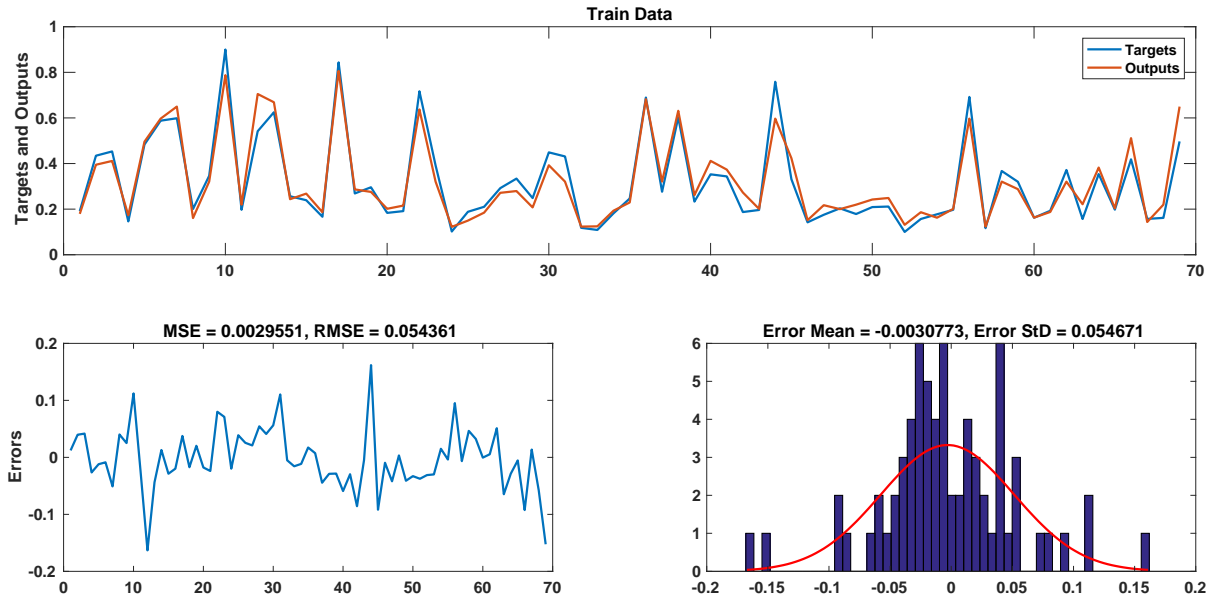 Train Data
Targets and Outputs
1
0.8
0.6
0.4
0.2
0
Targets
Outputs
0 10 20 30 40 50 60 70
MSE = 0.0029551, RMSE = 0.054361
Errors
0.2
0.1
0
-0.1
-0.2
0 10 20 30 40 50 60 70
Error Mean = -0.0030773, Error StD = 0.054671
6
5
4
3
2
1
0
-0.2 -0.15 -0.1 -0.05 0 0.05 0.1 0.15 0.2